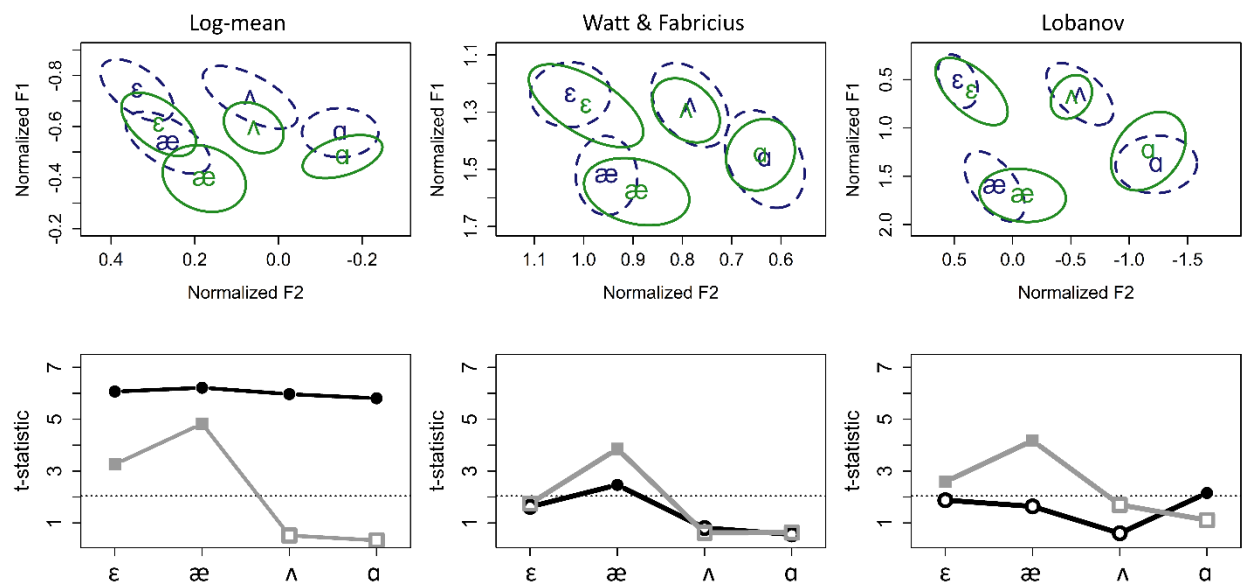 Log-mean
Normalized F1
-0.8
-0.6
-0.4
-0.2
ɛ
ʌ
ɛ
æ
ʌ
ɑ
ɑ
æ
0.4 0.2 0.0 -0.2
Normalized F2
Watt & Fabricius
Normalized F1
1.1
1.3
1.5
1.7
ɛ
ɛ
ʌ
ʌ
ɑ
ɑ
æ
æ
1.1 1.0 0.9 0.8 0.7 0.6
Normalized F2
Lobanov
Normalized F1
0.5
1.0
1.5
2.0
ɛ
ɛ
ʌ
ʌ
ɑ
ɑ
æ
æ
0.5 0.0 -0.5 -1.0 -1.5
Normalized F2
t-statistic
7
5
3
1
ɛ æ ʌ ɑ
t-statistic
7
5
3
1
ɛ æ ʌ ɑ
t-statistic
7
5
3
1
ɛ æ ʌ ɑ